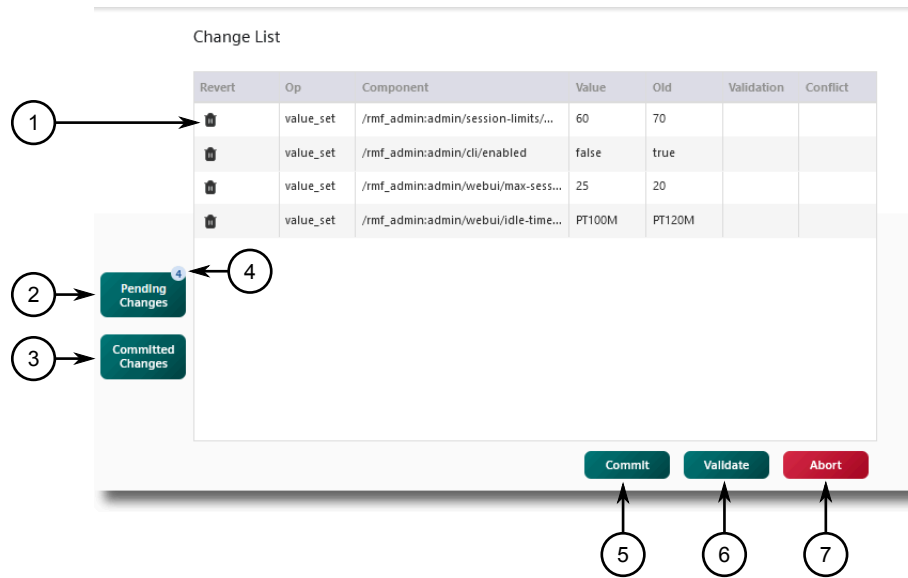 Change List
Revert Op Component Value Old Validation Conflict
1 value_set /rmf_admin:admin/session-limits/... 60 70
value_set /rmf_admin:admin/cli/enabled false true
value_set /rmf_admin:admin/webui/max-sess... 25 20
value_set /rmf_admin:admin/webui/idle-time... PT100M PT120M
4 4
2 Pending
Changes
3 Committed
Changes
Commit Validate Abort
5 6 7